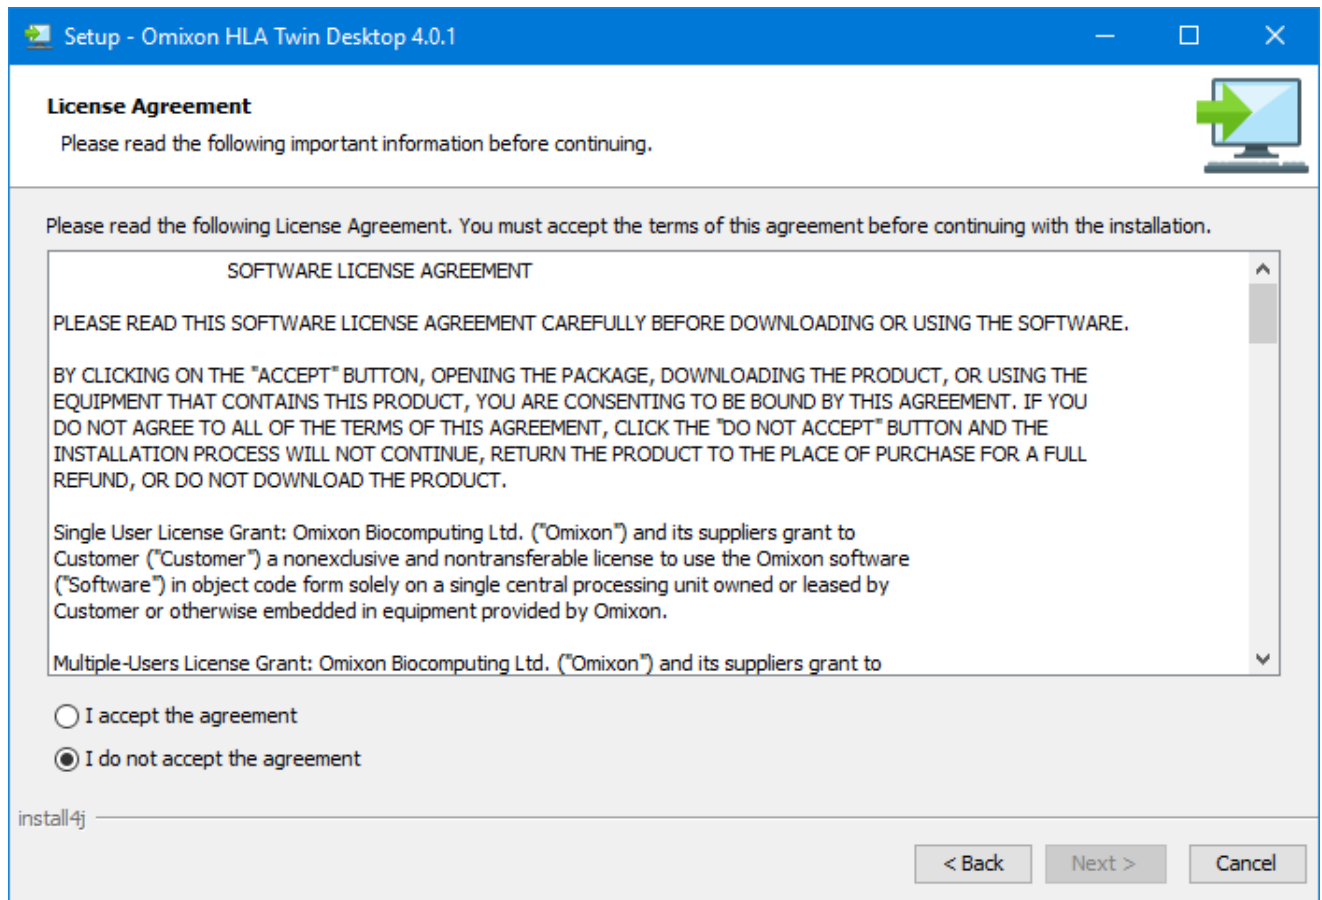 Setup - Omixon HLA Twin Desktop 4.0.1
License Agreement
Please read the following important information before continuing.
Please read the following License Agreement. You must accept the terms of this agreement before continuing with the installation.
SOFTWARE LICENSE AGREEMENT
PLEASE READ THIS SOFTWARE LICENSE AGREEMENT CAREFULLY BEFORE DOWNLOADING OR USING THE SOFTWARE.
BY CLICKING ON THE "ACCEPT" BUTTON, OPENING THE PACKAGE, DOWNLOADING THE PRODUCT, OR USING THE
EQUIPMENT THAT CONTAINS THIS PRODUCT, YOU ARE CONSENTING TO BE BOUND BY THIS AGREEMENT. IF YOU
DO NOT AGREE TO ALL OF THE TERMS OF THIS AGREEMENT, CLICK THE "DO NOT ACCEPT" BUTTON AND THE
INSTALLATION PROCESS WILL NOT CONTINUE, RETURN THE PRODUCT TO THE PLACE OF PURCHASE FOR A FULL
REFUND, OR DO NOT DOWNLOAD THE PRODUCT.
Single User License Grant: Omixon Biocomputing Ltd. ("Omixon") and its suppliers grant to
Customer ("Customer") a nonexclusive and nontransferable license to use the Omixon software
("Software") in object code form solely on a single central processing unit owned or leased by
Customer or otherwise embedded in equipment provided by Omixon.
Multiple-Users License Grant: Omixon Biocomputing Ltd. ("Omixon") and its suppliers grant to
I accept the agreement
I do not accept the agreement
install4j
< Back Next > Cancel